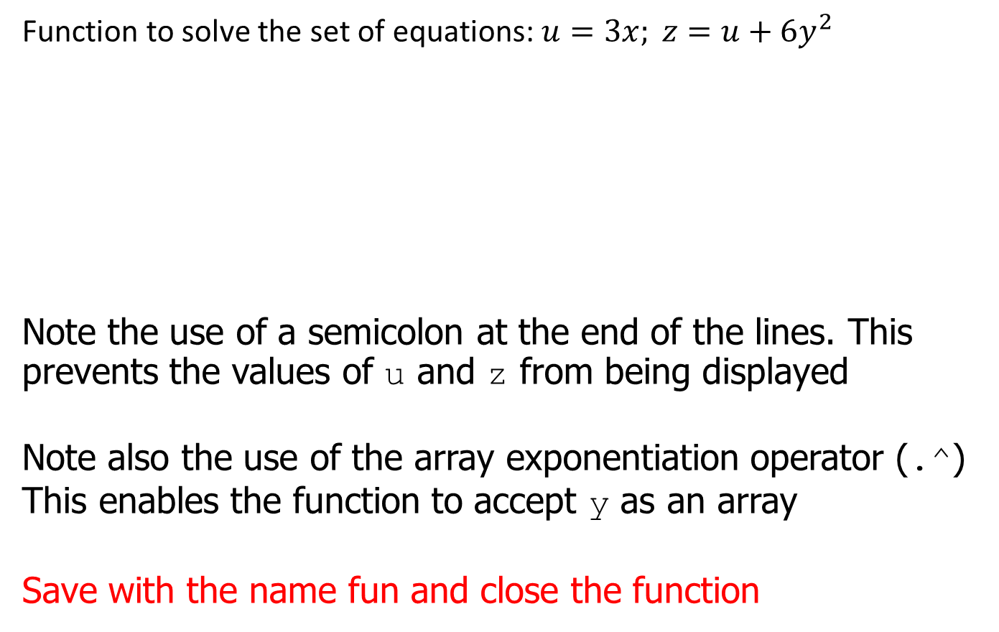 Function to solve the set of equations: u = 3x; z = u + 6y²
Note the use of a semicolon at the end of the lines. This
prevents the values of u and z from being displayed
Note also the use of the array exponentiation operator (.^)
This enables the function to accept y as an array
Save with the name fun and close the function